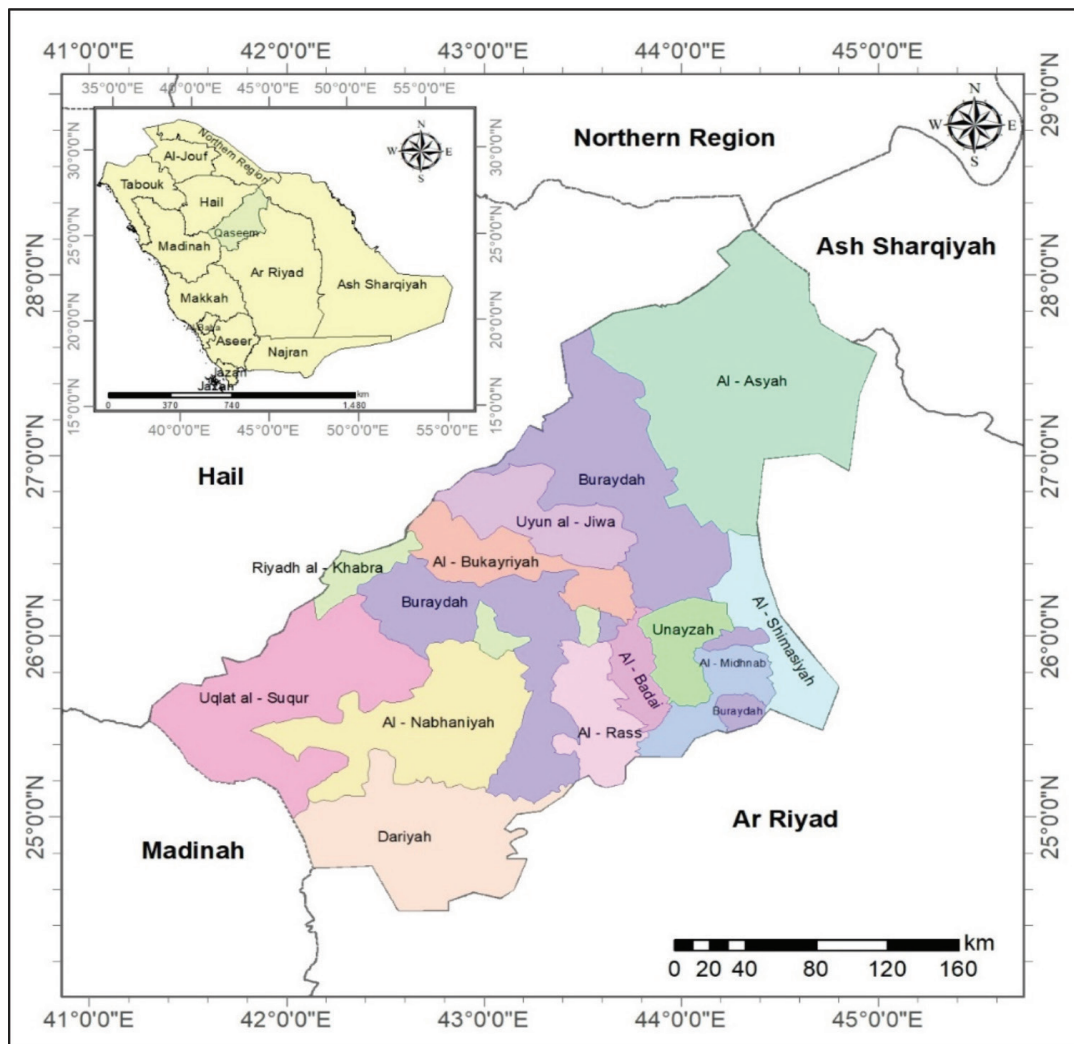 41°0'0"E 42°0'0"E 43°0'0"E 44°0'0"E 45°0'0"E
35°0'0"E 40°0'0"E 45°0'0"E 50°0'0"E 55°0'0"E
N
W E
S
Northern Region
Al-Jouf
Tabouk
Hail
Qaseem
Madinah
Ar Riyad
Ash Sharqiyah
Makkah
Aseer
Najran
Jazan
Jazan
km
0 370 740 1,480
40°0'0"E 45°0'0"E 50°0'0"E 55°0'0"E
30°0'0"N
25°0'0"N
20°0'0"N
15°0'0"N
30°0'0"N
25°0'0"N
20°0'0"N
15°0'0"N
Northern Region
N
W E
S
Ash Sharqiyah
Al - Asyah
Hail
Buraydah
Uyun al - Jiwa
Al - Bukayriyah
Riyadh al - Khabra
Buraydah
Unayzah
Al - Shimasiyah
Al - Midhnab
Al - Badai
Uqlat al - Suqur
Buraydah
Al - Nabhaniyah
Al - Rass
Ar Riyad
Dariyah
Madinah
km
0 20 40 80 120 160
28°0'0"N
27°0'0"N
26°0'0"N
25°0'0"N
29°0'0"N
28°0'0"N
27°0'0"N
26°0'0"N
25°0'0"N
41°0'0"E 42°0'0"E 43°0'0"E 44°0'0"E 45°0'0"E